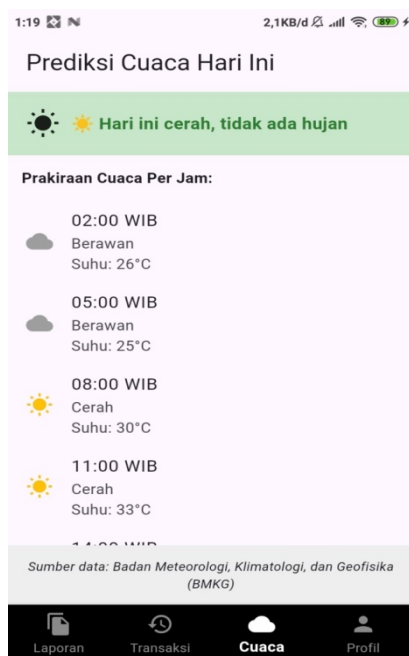 1:19 2,1KB/d 89
Prediksi Cuaca Hari Ini
Hari ini cerah, tidak ada hujan
Prakiraan Cuaca Per Jam:
02:00 WIB
Berawan
Suhu: 26°C
05:00 WIB
Berawan
Suhu: 25°C
08:00 WIB
Cerah
Suhu: 30°C
11:00 WIB
Cerah
Suhu: 33°C
Sumber data: Badan Meteorologi, Klimatologi, dan Geofisika
(BMKG)
Laporan Transaksi Cuaca Profil